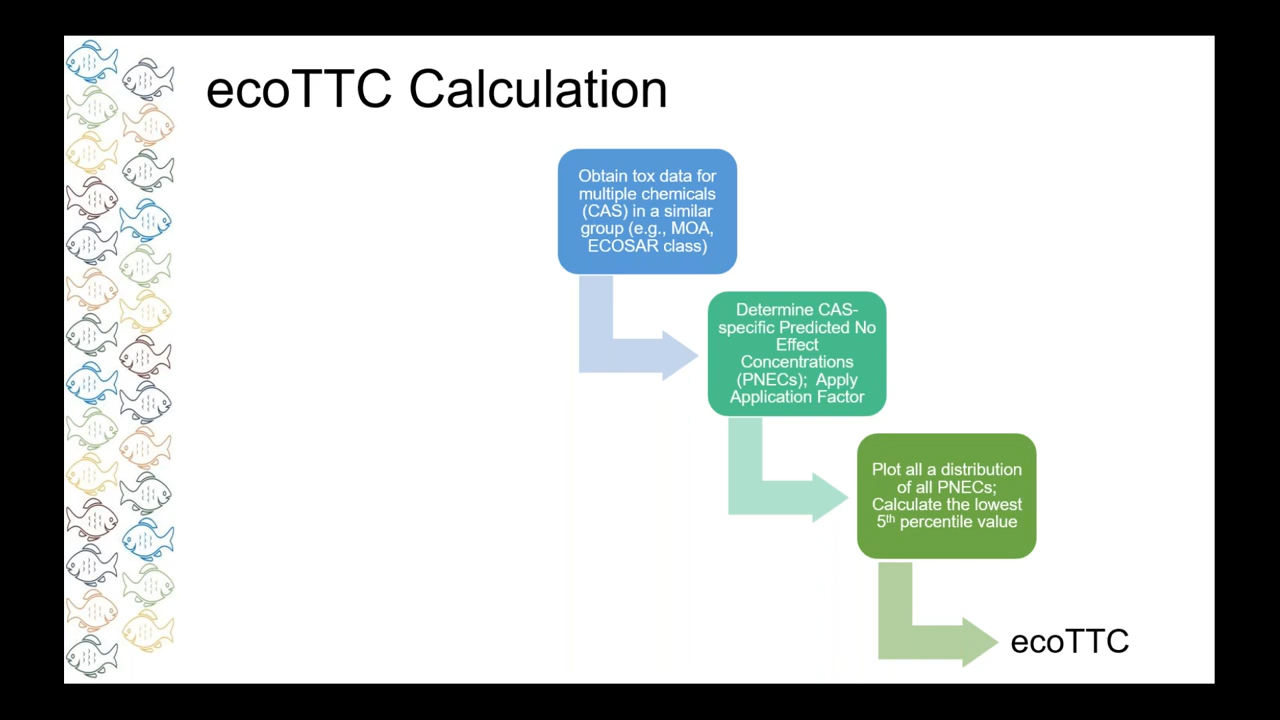 ecoTTC Calculation
Obtain tox data for
multiple chemicals
(CAS) in a similar
group (e.g., MOA,
ECOSAR class)
Determine CAS-
specific Predicted No
Effect
Concentrations
(PNECs); Apply
Application Factor
Plot all a distribution
of all PNECs;
Calculate the lowest
5th percentile value
ecoTTC